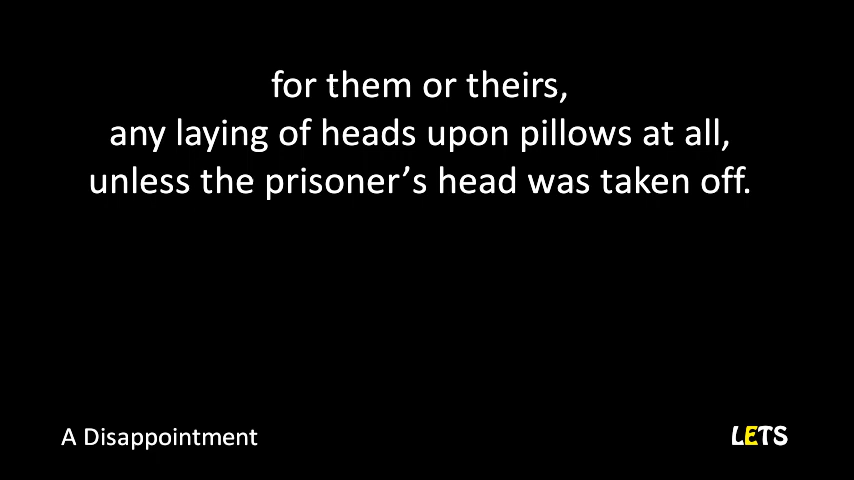 for them or theirs,
any laying of heads upon pillows at all,
unless the prisoner’s head was taken off.
A Disappointment
LETS